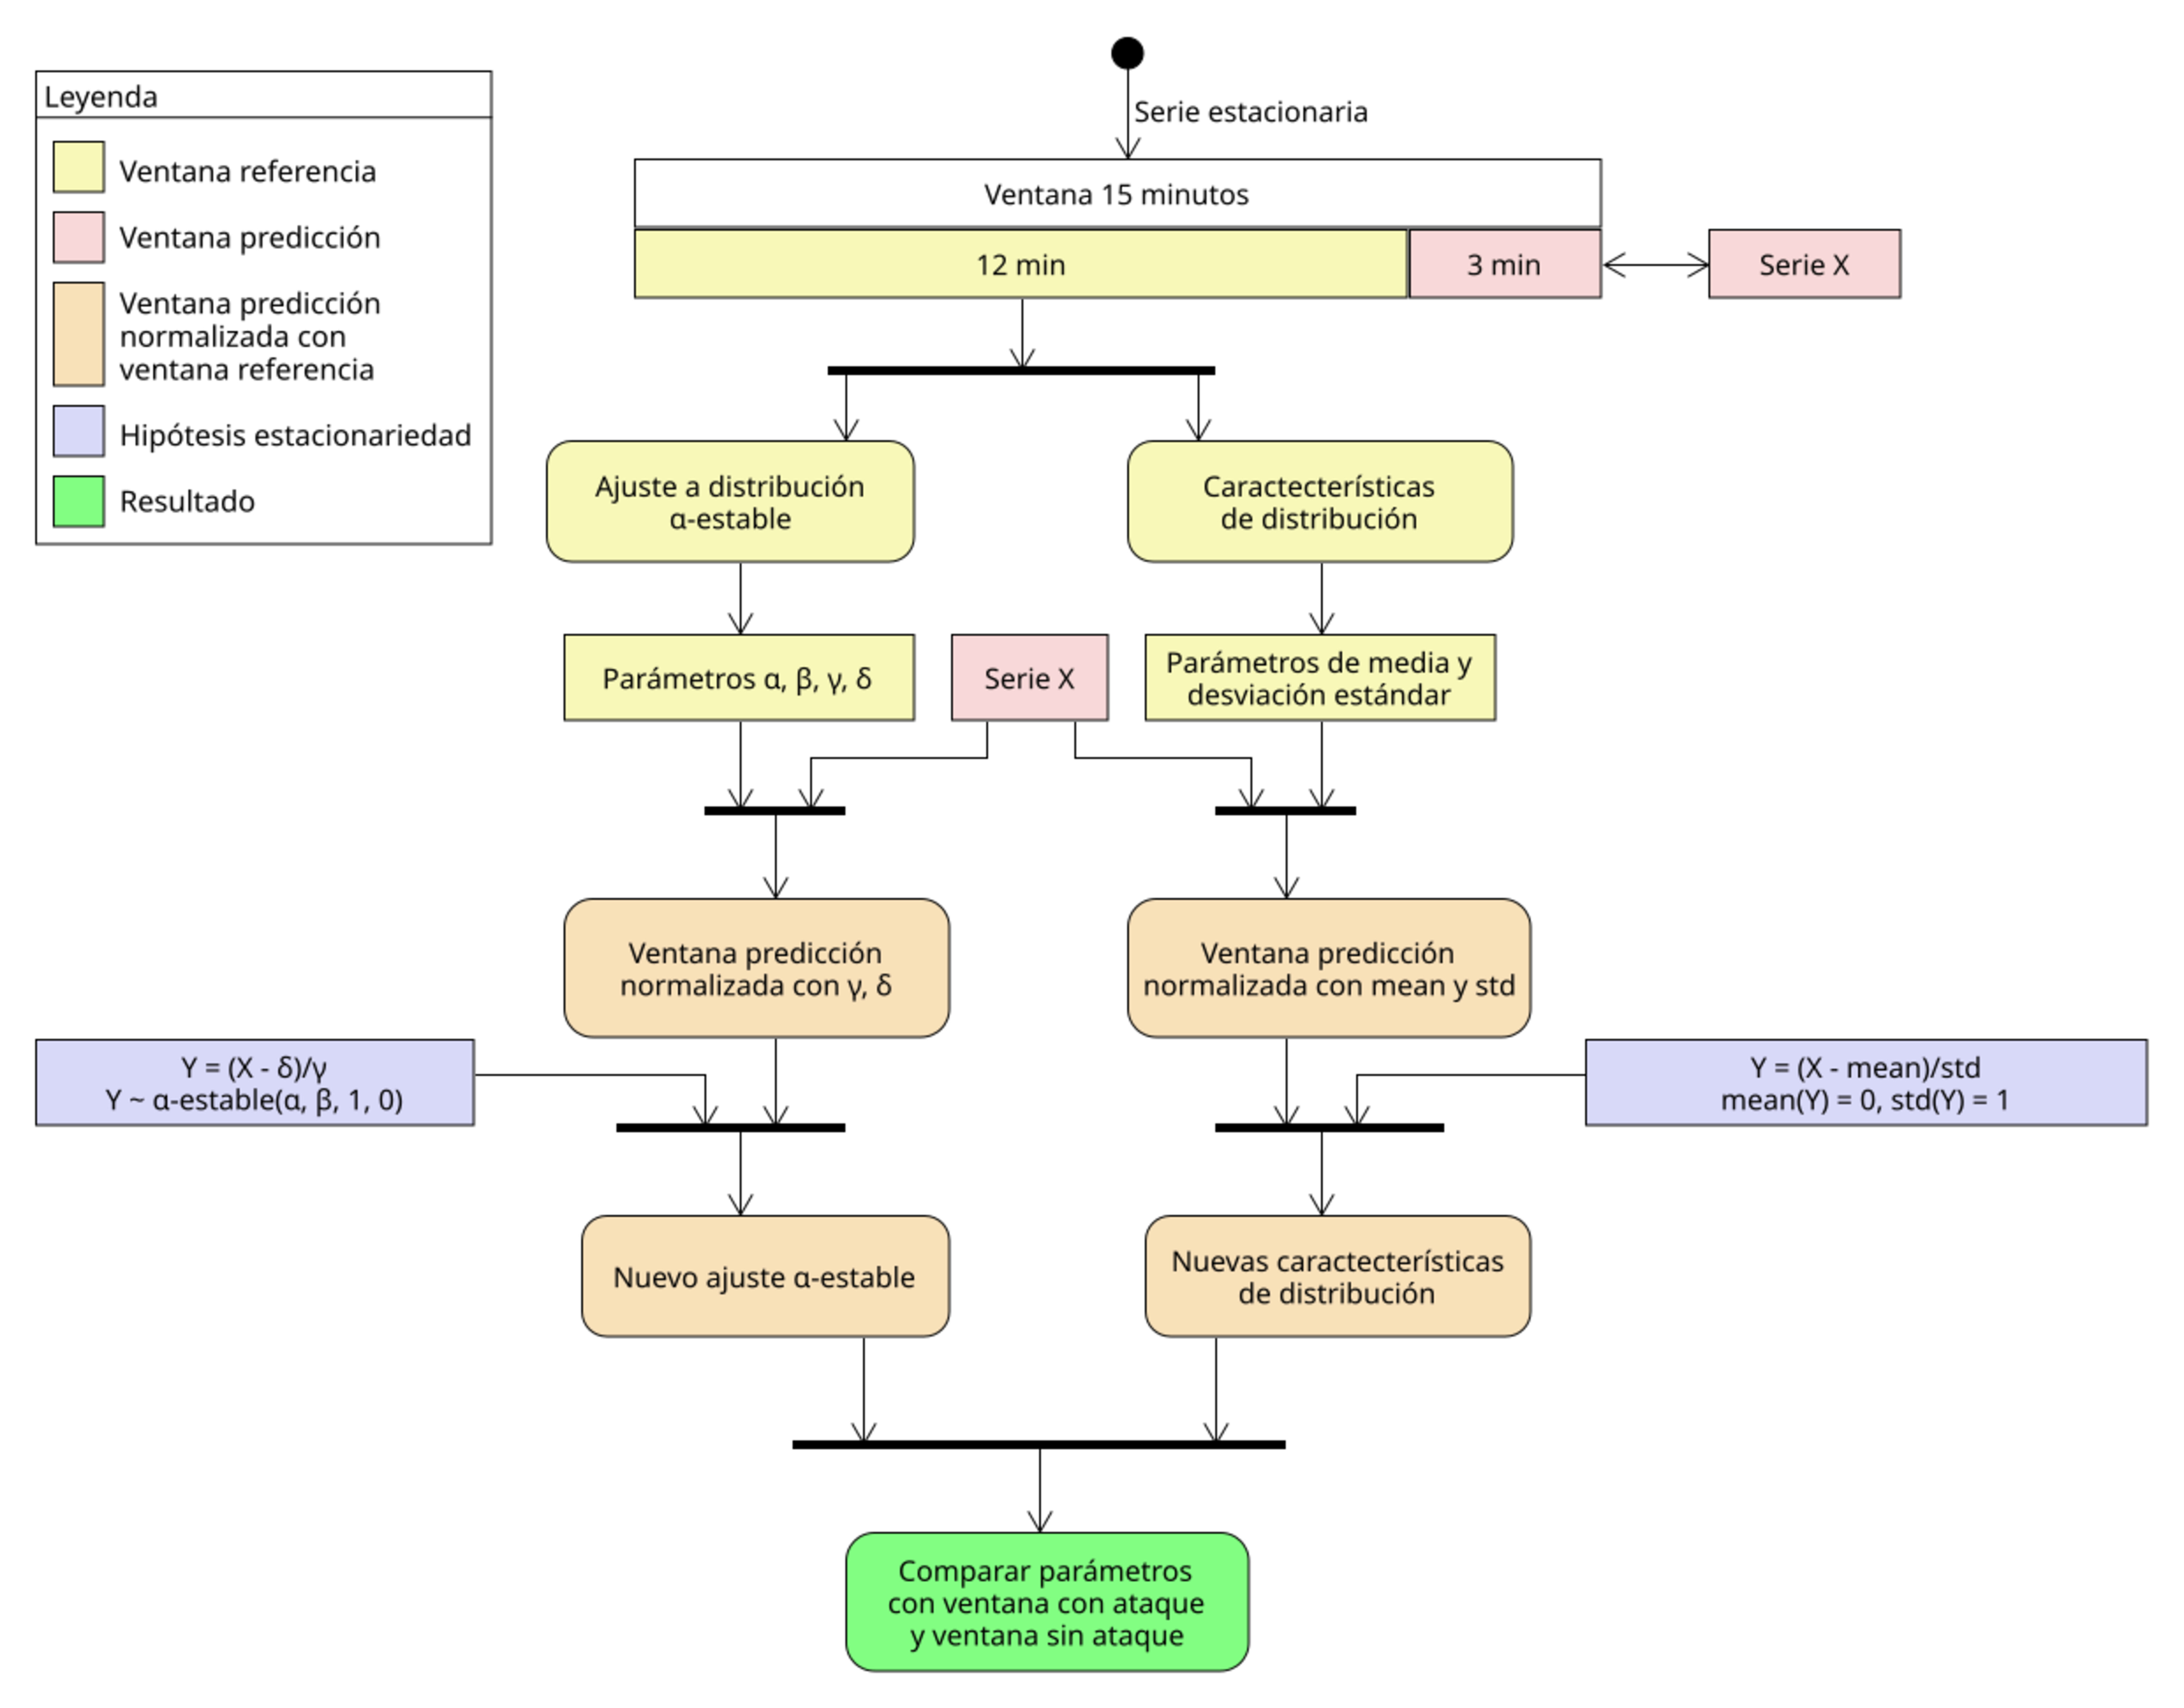 Leyenda
Ventana referencia
Ventana predicción
Ventana predicción
normalizada con
ventana referencia
Hipótesis estacionariedad
Resultado
Serie estacionaria
Ventana 15 minutos
12 min
3 min
Serie X
Ajuste a distribución
α-estable
Caractecterísticas
de distribución
Parámetros α, β, γ, δ
Serie X
Parámetros de media y
desviación estándar
Ventana predicción
normalizada con γ, δ
Ventana predicción
normalizada con mean y std
Y = (X - δ)/γ
Y ~ α-estable(α, β, 1, 0)
Y = (X - mean)/std
mean(Y) = 0, std(Y) = 1
Nuevo ajuste α-estable
Nuevas caractecterísticas
de distribución
Comparar parámetros
con ventana con ataque
y ventana sin ataque